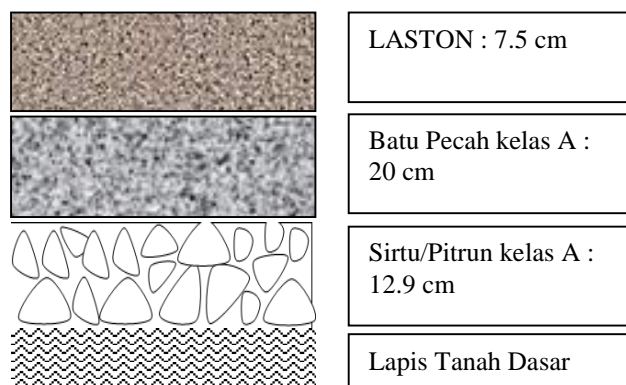 LASTON : 7.5 cm
Batu Pecah kelas A :
20 cm
Sirtu/Pitrun kelas A :
12.9 cm
Lapis Tanah Dasar